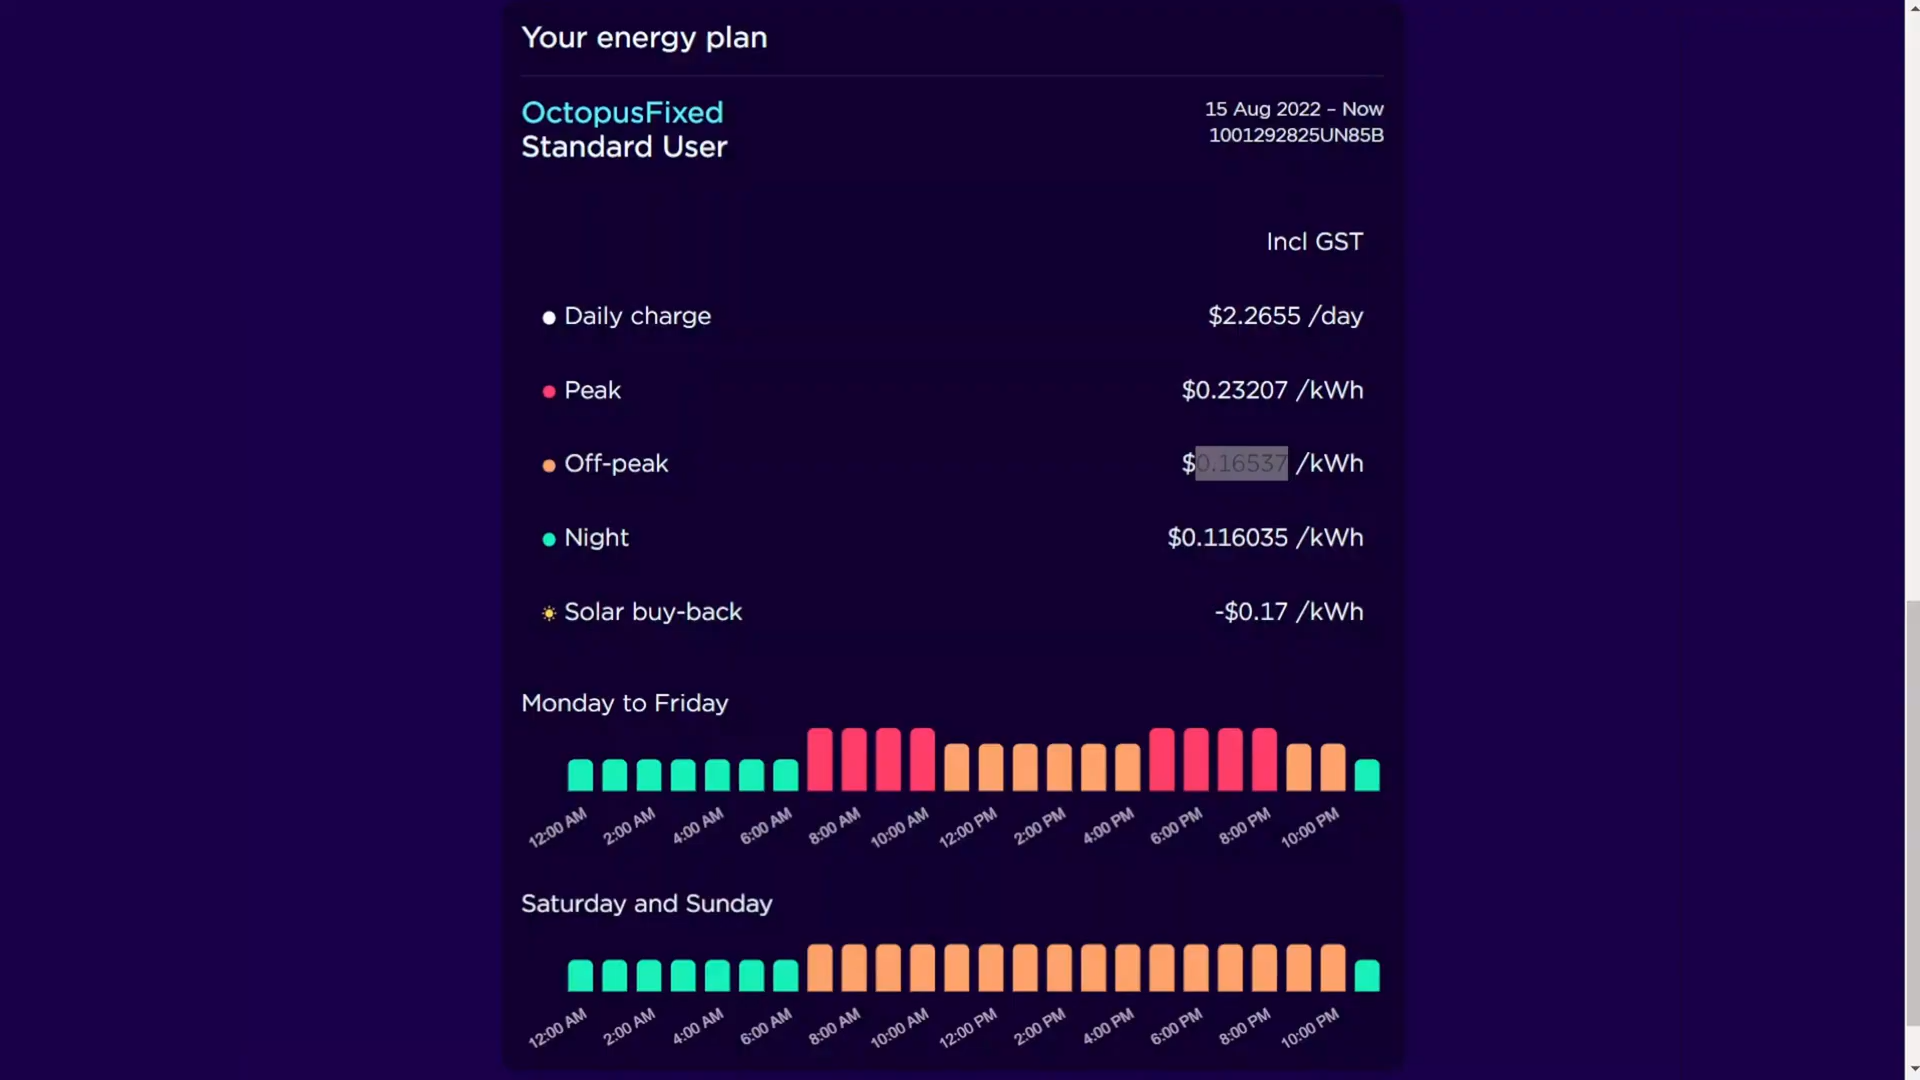 Your energy plan
OctopusFixed
Standard User
15 Aug 2022 – Now
1001292825UN85B
Incl GST
Daily charge $2.2655 /day
Peak $0.23207 /kWh
Off-peak $0.16537 /kWh
Night $0.116035 /kWh
Solar buy-back -$0.17 /kWh
Monday to Friday
12:00 AM 2:00 AM 4:00 AM 6:00 AM 8:00 AM 10:00 AM 12:00 PM 2:00 PM 4:00 PM 6:00 PM 8:00 PM 10:00 PM
Saturday and Sunday
12:00 AM 2:00 AM 4:00 AM 6:00 AM 8:00 AM 10:00 AM 12:00 PM 2:00 PM 4:00 PM 6:00 PM 8:00 PM 10:00 PM